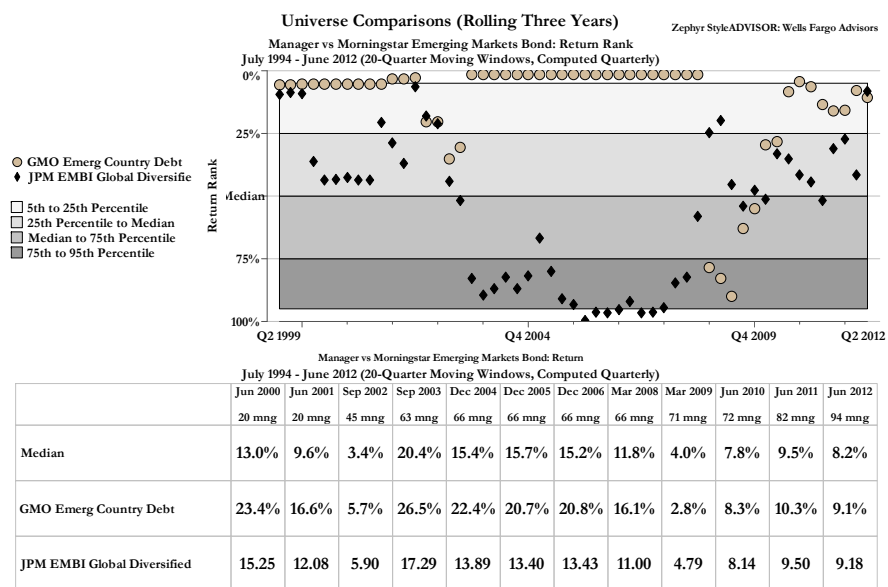 Universe Comparisons (Rolling Three Years)
Zephyr StyleADVISOR: Wells Fargo Advisors
Manager vs Morningstar Emerging Markets Bond: Return Rank
July 1994 - June 2012 (20-Quarter Moving Windows, Computed Quarterly)
0%
25%
Median
75%
100%
Return Rank
Q2 1999 Q4 2004 Q4 2009 Q2 2012
GMO Emerg Country Debt
JPM EMBI Global Diversifie
5th to 25th Percentile
25th Percentile to Median
Median to 75th Percentile
75th to 95th Percentile
Manager vs Morningstar Emerging Markets Bond: Return
July 1994 - June 2012 (20-Quarter Moving Windows, Computed Quarterly)
Jun 2000 Jun 2001 Sep 2002 Sep 2003 Dec 2004 Dec 2005 Dec 2006 Mar 2008 Mar 2009 Jun 2010 Jun 2011 Jun 2012
20 mng 20 mng 45 mng 63 mng 66 mng 66 mng 66 mng 66 mng 71 mng 72 mng 82 mng 94 mng
Median 13.0% 9.6% 3.4% 20.4% 15.4% 15.7% 15.2% 11.8% 4.0% 7.8% 9.5% 8.2%
GMO Emerg Country Debt 23.4% 16.6% 5.7% 26.5% 22.4% 20.7% 20.8% 16.1% 2.8% 8.3% 10.3% 9.1%
JPM EMBI Global Diversified 15.25 12.08 5.90 17.29 13.89 13.40 13.43 11.00 4.79 8.14 9.50 9.18